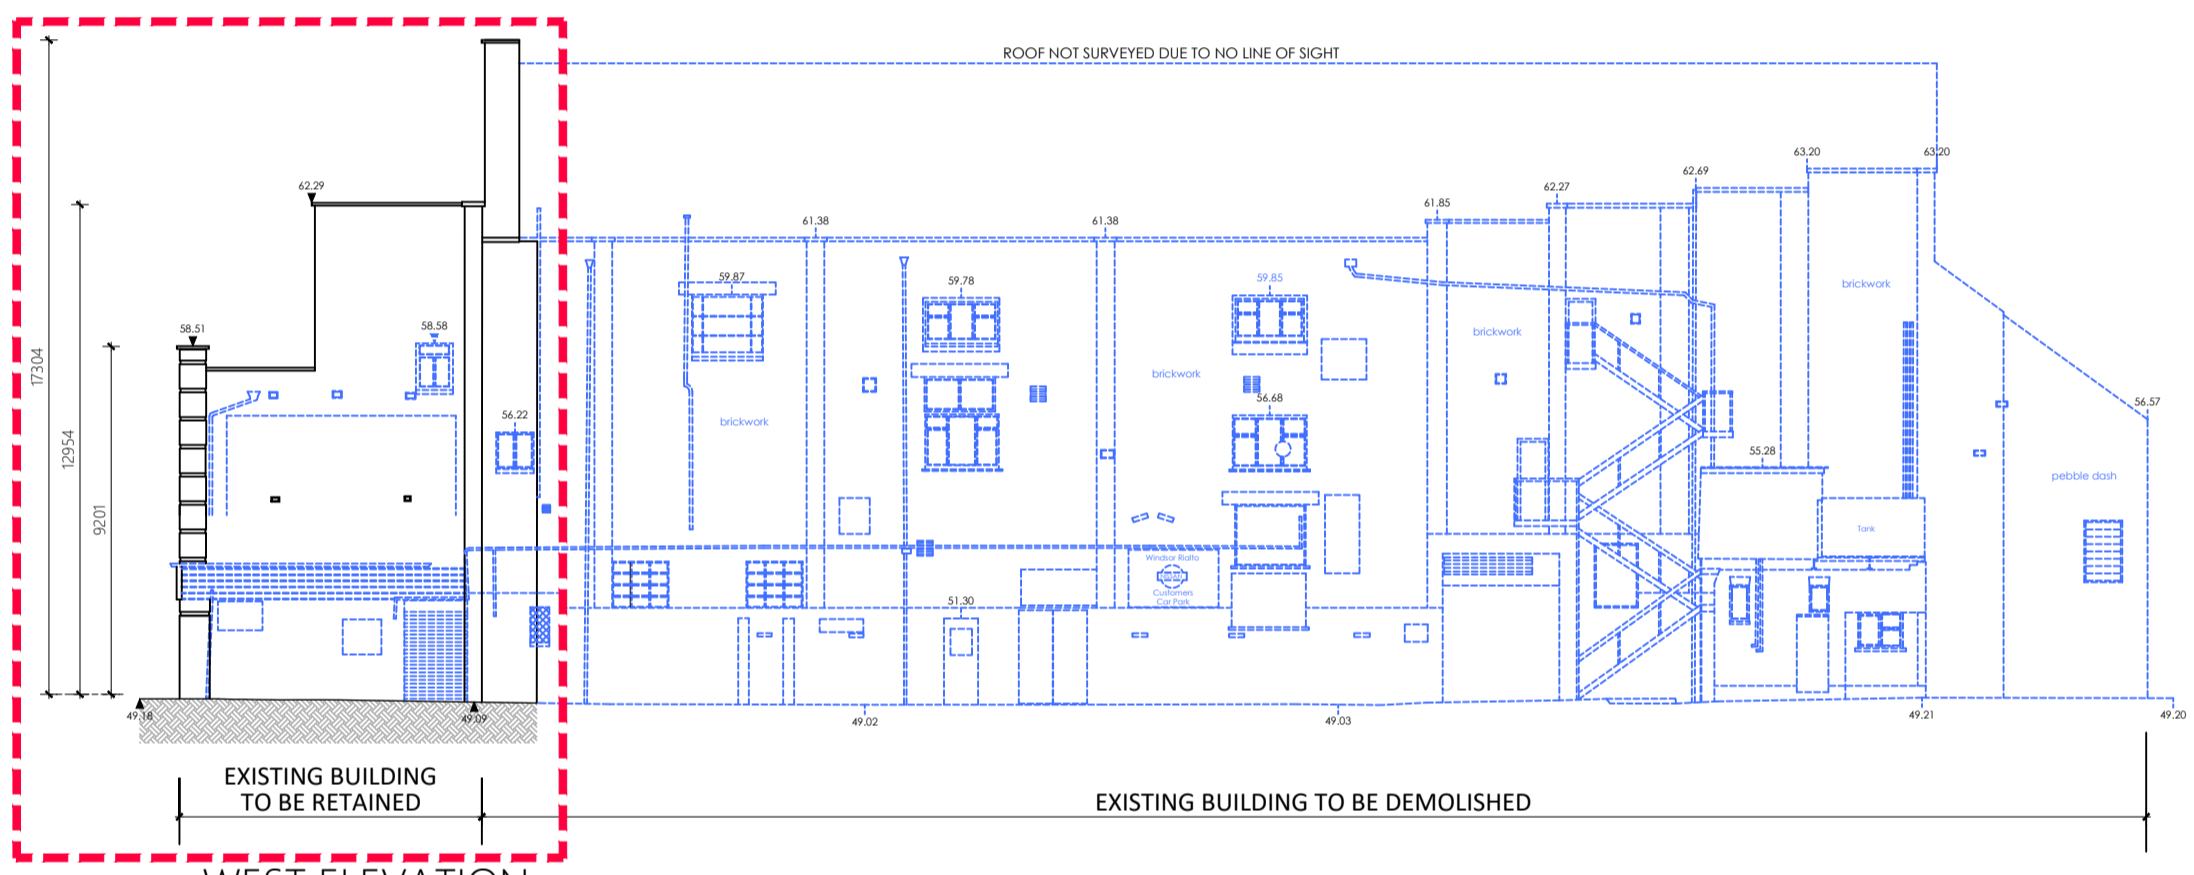 ROOF NOT SURVEYED DUE TO NO LINE OF SIGHT
63.20
63.20
62.69
62.29
62.27
61.85
61.38
61.38
59.87
59.78
59.85
58.51
58.58
17304
12954
9201
56.22
56.68
56.57
55.28
brickwork
brickwork
brickwork
brickwork
pebble dash
Tank
Windsor Rialto
Customers
Car Park
51.30
49.18
49.09
49.02
49.03
49.21
49.20
EXISTING BUILDING
TO BE RETAINED
EXISTING BUILDING TO BE DEMOLISHED
WEST ELEVATION